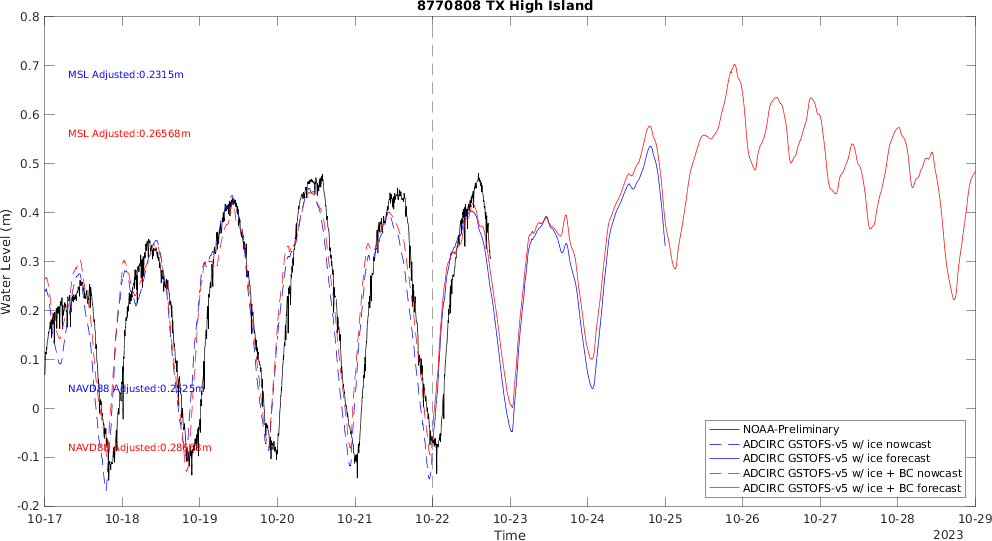 8770808 TX High Island
0.8
0.7
0.6
0.5
0.4
0.3
0.2
0.1
0
-0.1
-0.2
Water Level (m)
MSL Adjusted:0.2315m
MSL Adjusted:0.26568m
NAVD88 Adjusted:0.2525m
NAVD88 Adjusted:
NOAA-Preliminary
ADCIRC GSTOFS-v5 w/ ice nowcast
ADCIRC GSTOFS-v5 w/ ice forecast
ADCIRC GSTOFS-v5 w/ ice + BC nowcast
ADCIRC GSTOFS-v5 w/ ice + BC forecast
10-17 10-18 10-19 10-20 10-21 10-22 10-23 10-24 10-25 10-26 10-27 10-28 10-29
Time
2023